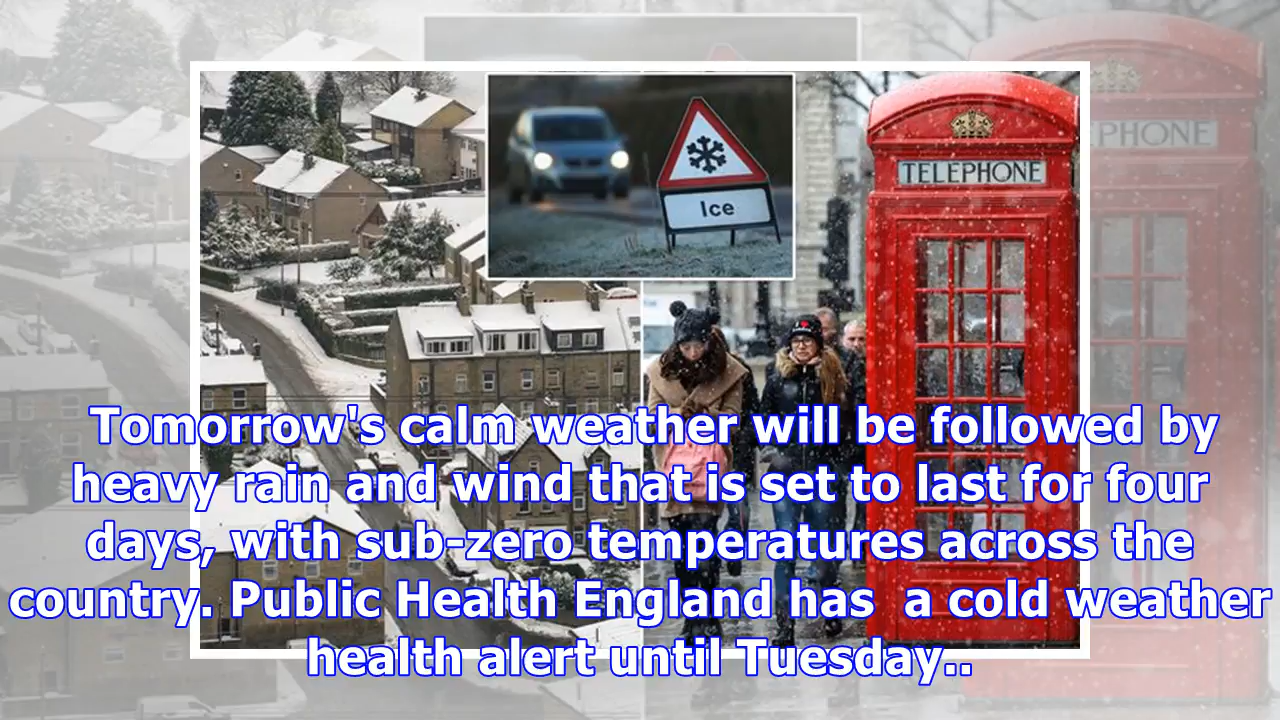 PHONE
TELEPHONE
Ice
Tomorrow's calm weather will be followed by
heavy rain and wind that is set to last for four
days, with sub-zero temperatures across the
country. Public Health England has  a cold weather
health alert until Tuesday..